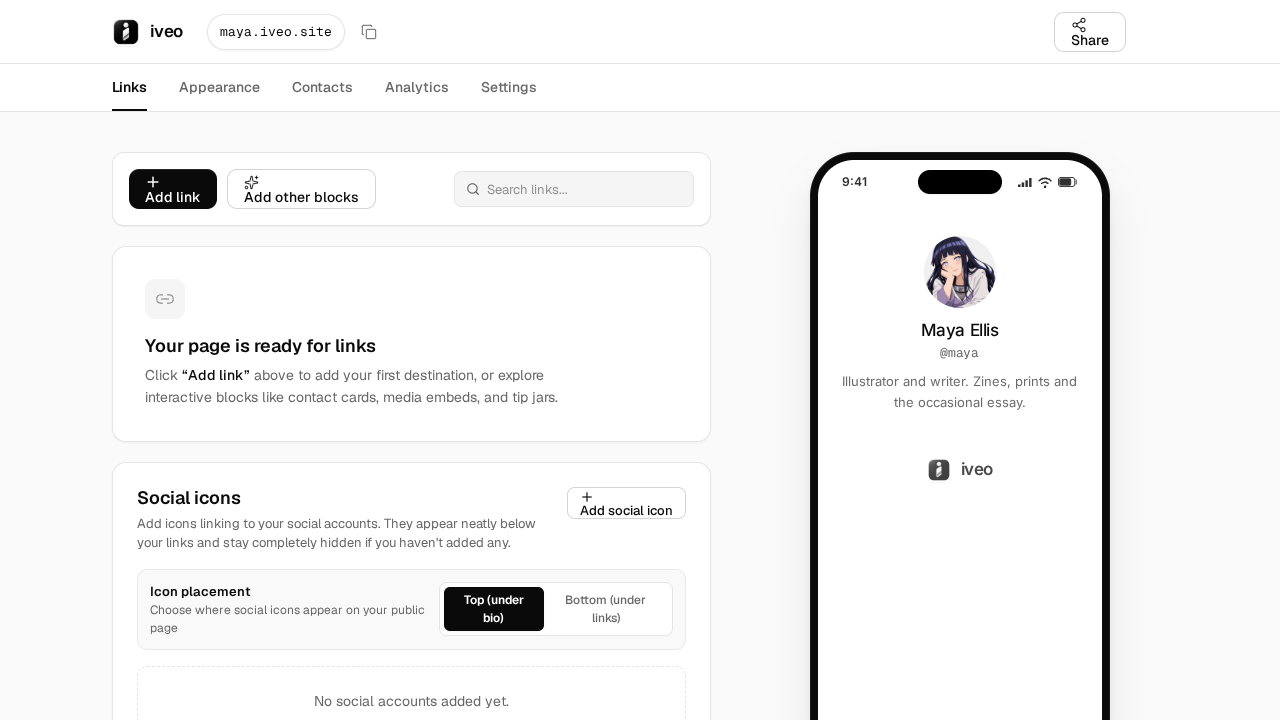 iveo
maya.iveo.site
Share
Links
Appearance
Contacts
Analytics
Settings
Add link
Add other blocks
Search links...
Your page is ready for links
Click “Add link” above to add your first destination, or explore
interactive blocks like contact cards, media embeds, and tip jars.
Social icons
Add icons linking to your social accounts. They appear neatly below
your links and stay completely hidden if you haven't added any.
Add social icon
Icon placement
Choose where social icons appear on your public
page
Top (under
bio)
Bottom (under
links)
No social accounts added yet.
9:41
Maya Ellis
@maya
Illustrator and writer. Zines, prints and
the occasional essay.
iveo